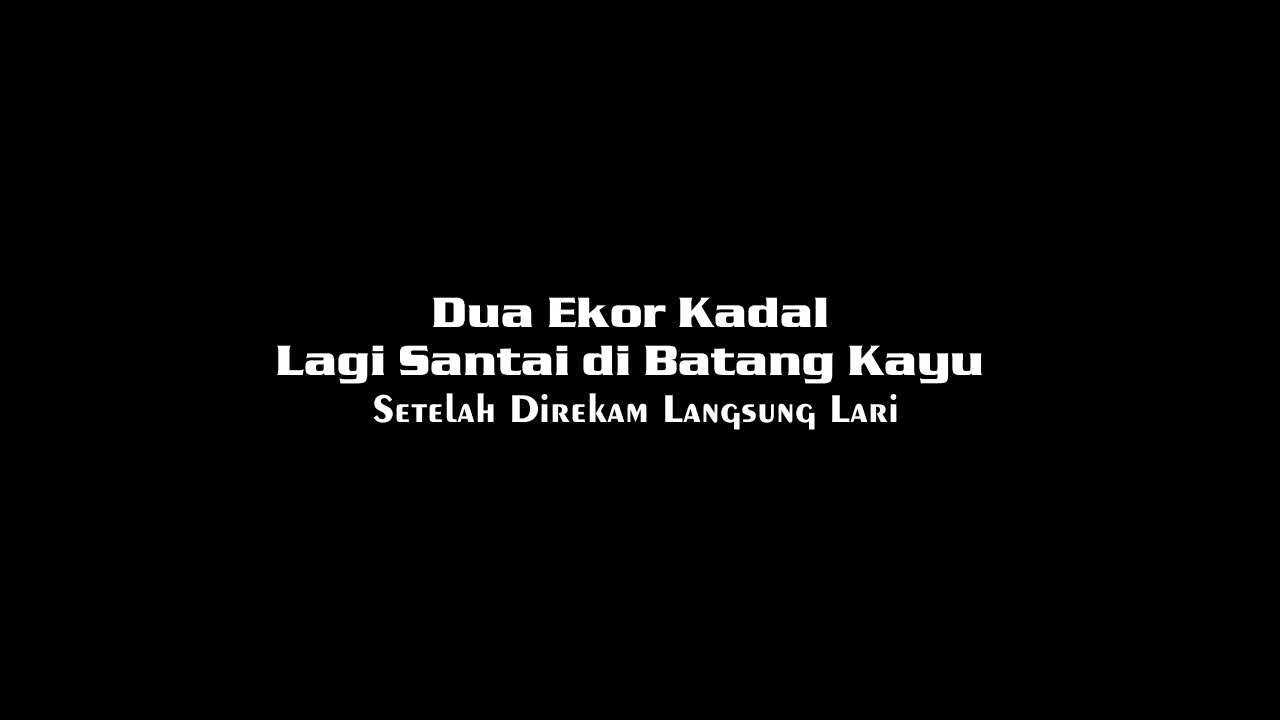 Dua Ekor Kadal
Lagi Santai di Batang Kayu
Setelah Direkam Langsung Lari